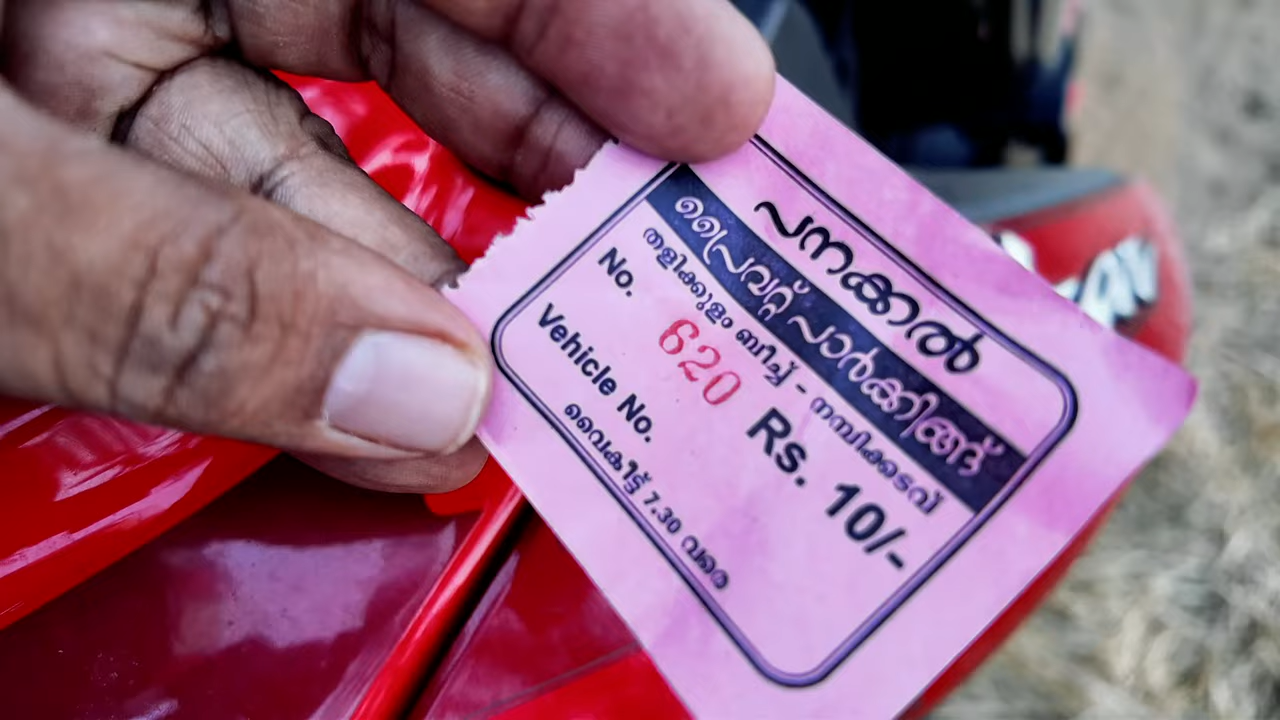 പനക്കൽ
പ്രൈവറ്റ് പാർക്കിങ്ങ്
തളിക്കുളം ബീച്ച് - നമ്പിക്കടവ്
No. 620 Rs. 10/-
Vehicle No.
വൈകീട്ട് 7.30 വരെ